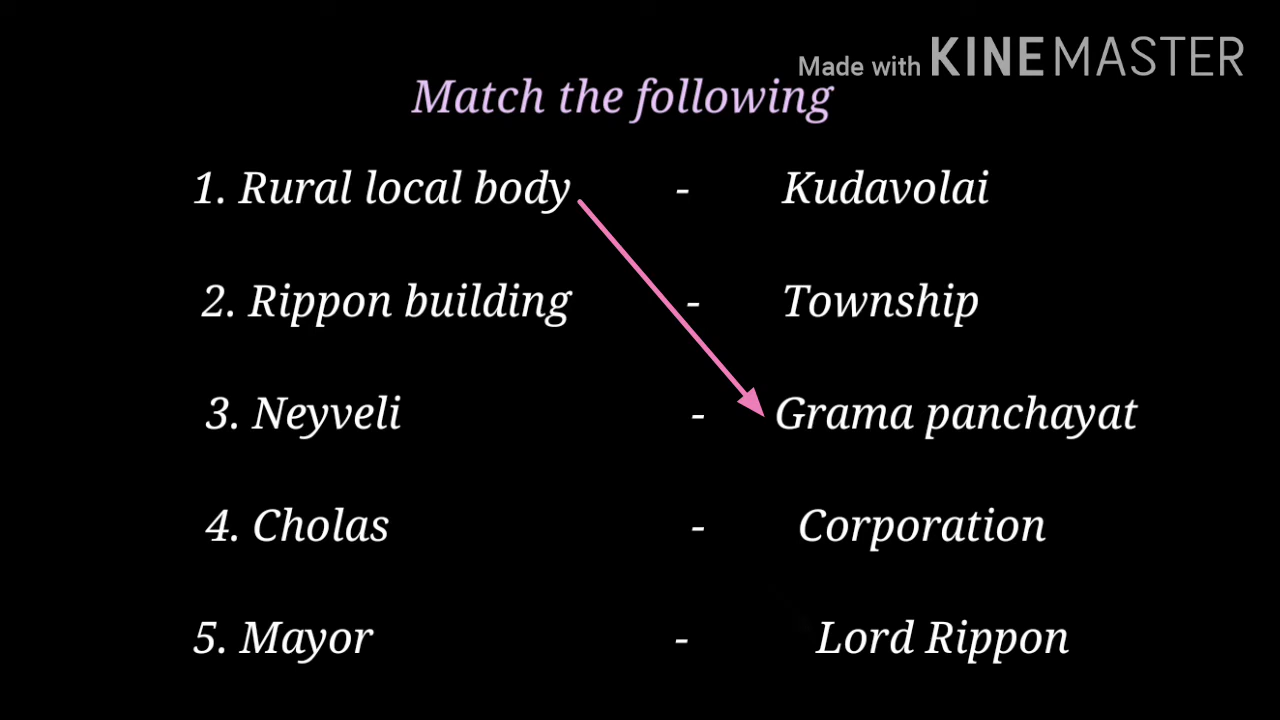 Made with KINEMASTER
Match the following
1. Rural local body - Kudavolai
2. Rippon building - Township
3. Neyveli - Grama panchayat
4. Cholas - Corporation
5. Mayor - Lord Rippon